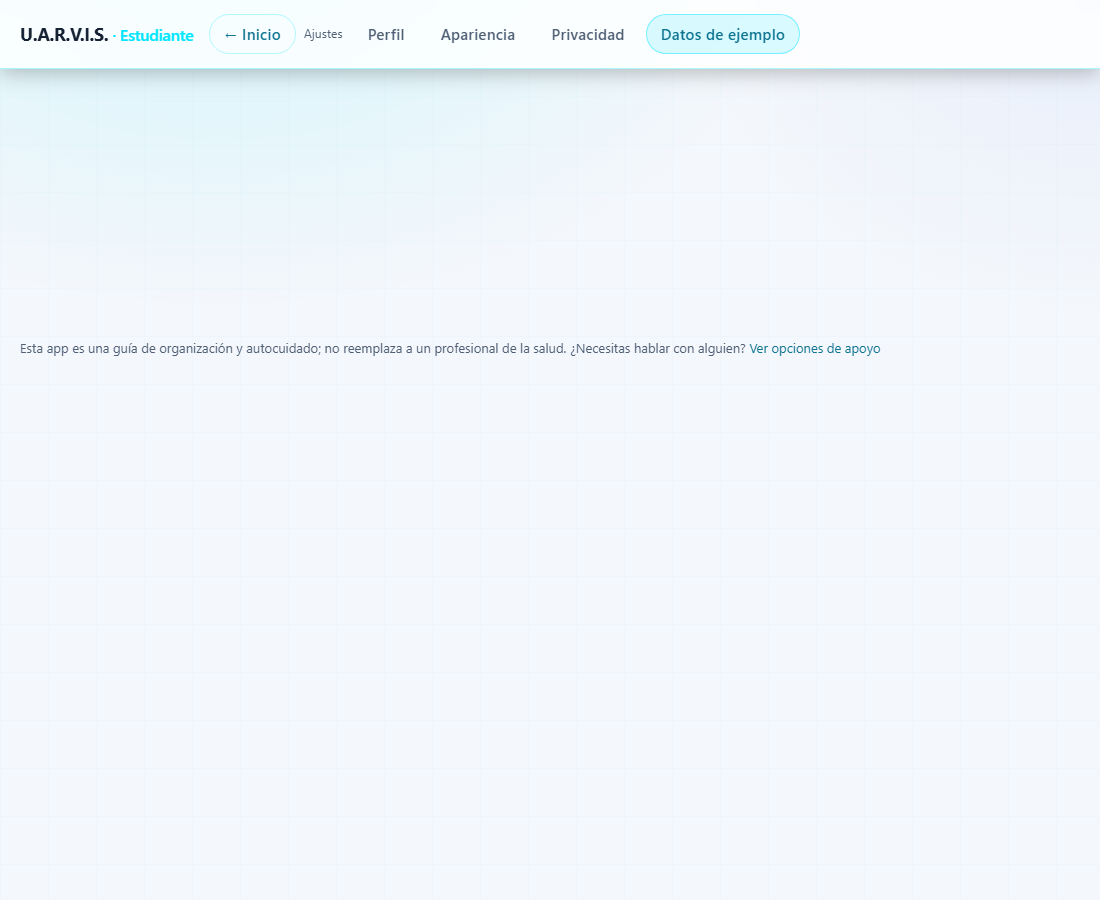 U.A.R.V.I.S. · Estudiante ← Inicio Ajustes Perfil Apariencia Privacidad Datos de ejemplo
Esta app es una guía de organización y autocuidado; no reemplaza a un profesional de la salud. ¿Necesitas hablar con alguien? Ver opciones de apoyo